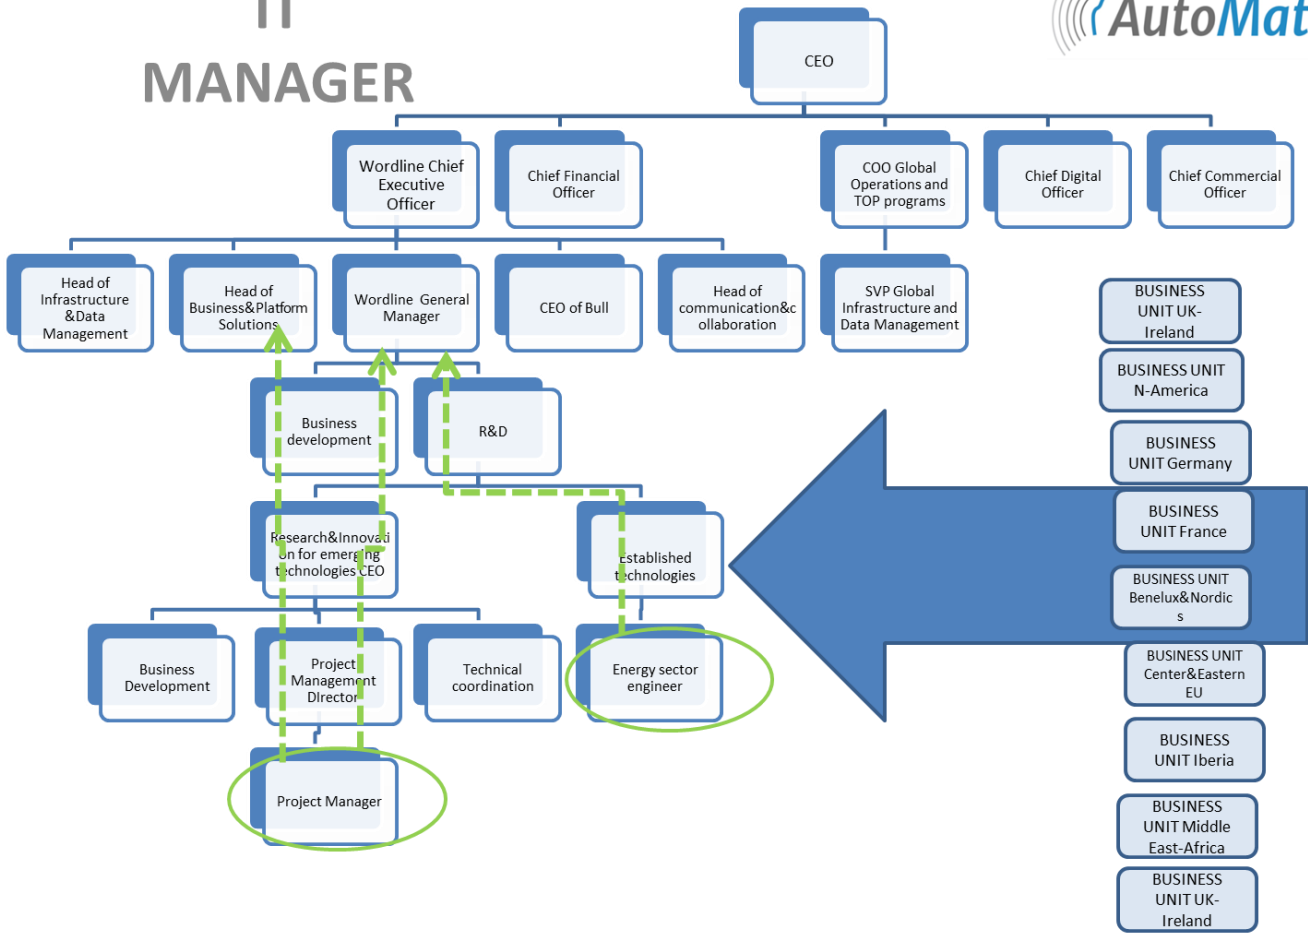 IT
MANAGER
AutoMat
CEO
Wordline Chief
Executive
Officer
Chief Financial
Officer
COO Global
Operations and
TOP programs
Chief Digital
Officer
Chief Commercial
Officer
Head of
Infrastructure
&Data
Management
Head of
Business&Platform
Solutions
Wordline General
Manager
CEO of Bull
Head of
communication&c
ollaboration
SVP Global
Infrastructure and
Data Management
Business
development
R&D
Research&Innovati
on for emerging
technologies CEO
Established
technologies
Business
Development
Project
Management
DIrector
Technical
coordination
Energy sector
engineer
Project Manager
BUSINESS
UNIT UK-
Ireland
BUSINESS UNIT
N-America
BUSINESS
UNIT Germany
BUSINESS
UNIT France
BUSINESS UNIT
Benelux&Nordic
s
BUSINESS UNIT
Center&Eastern
EU
BUSINESS
UNIT Iberia
BUSINESS
UNIT Middle
East-Africa
BUSINESS
UNIT UK-
Ireland